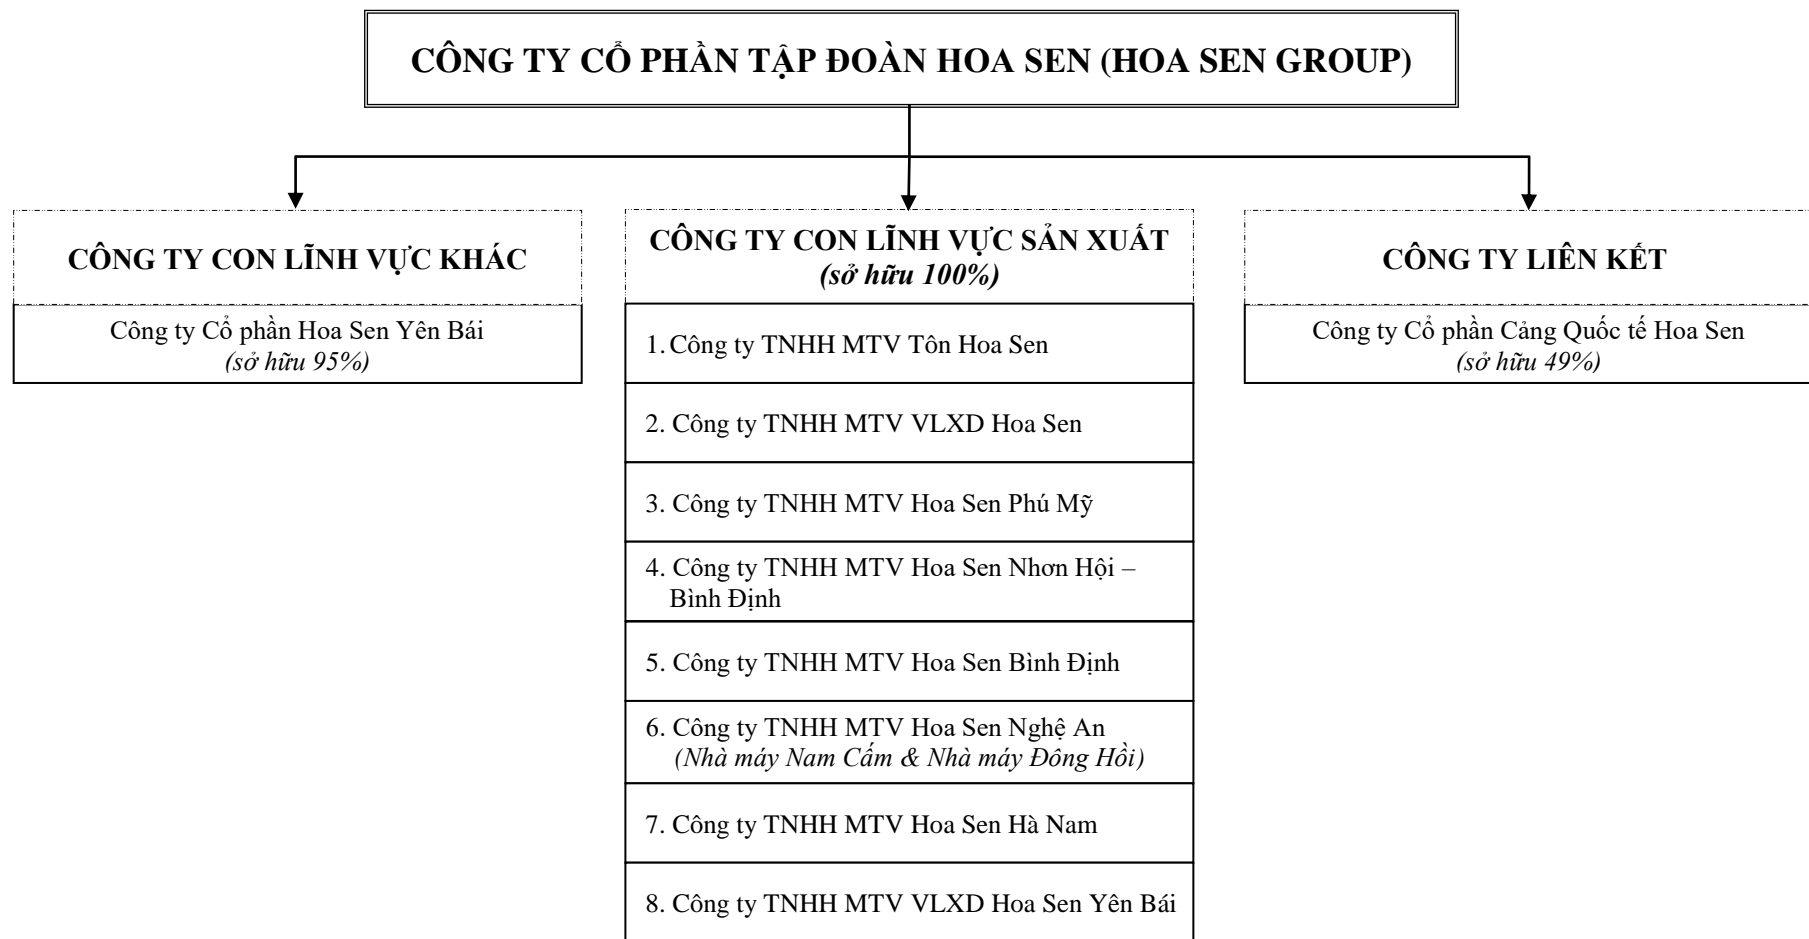 CÔNG TY CỔ PHẦN TẬP ĐOÀN HOA SEN (HOA SEN GROUP)
CÔNG TY CON LĨNH VỰC KHÁC
Công ty Cổ phần Hoa Sen Yên Bái
(sở hữu 95%)
CÔNG TY CON LĨNH VỰC SẢN XUẤT
(sở hữu 100%)
1. Công ty TNHH MTV Tôn Hoa Sen
2. Công ty TNHH MTV VLXD Hoa Sen
3. Công ty TNHH MTV Hoa Sen Phú Mỹ
4. Công ty TNHH MTV Hoa Sen Nhơn Hội –
Bình Định
5. Công ty TNHH MTV Hoa Sen Bình Định
6. Công ty TNHH MTV Hoa Sen Nghệ An
(Nhà máy Nam Cấm & Nhà máy Đông Hồi)
7. Công ty TNHH MTV Hoa Sen Hà Nam
8. Công ty TNHH MTV VLXD Hoa Sen Yên Bái
CÔNG TY LIÊN KẾT
Công ty Cổ phần Cảng Quốc tế Hoa Sen
(sở hữu 49%)